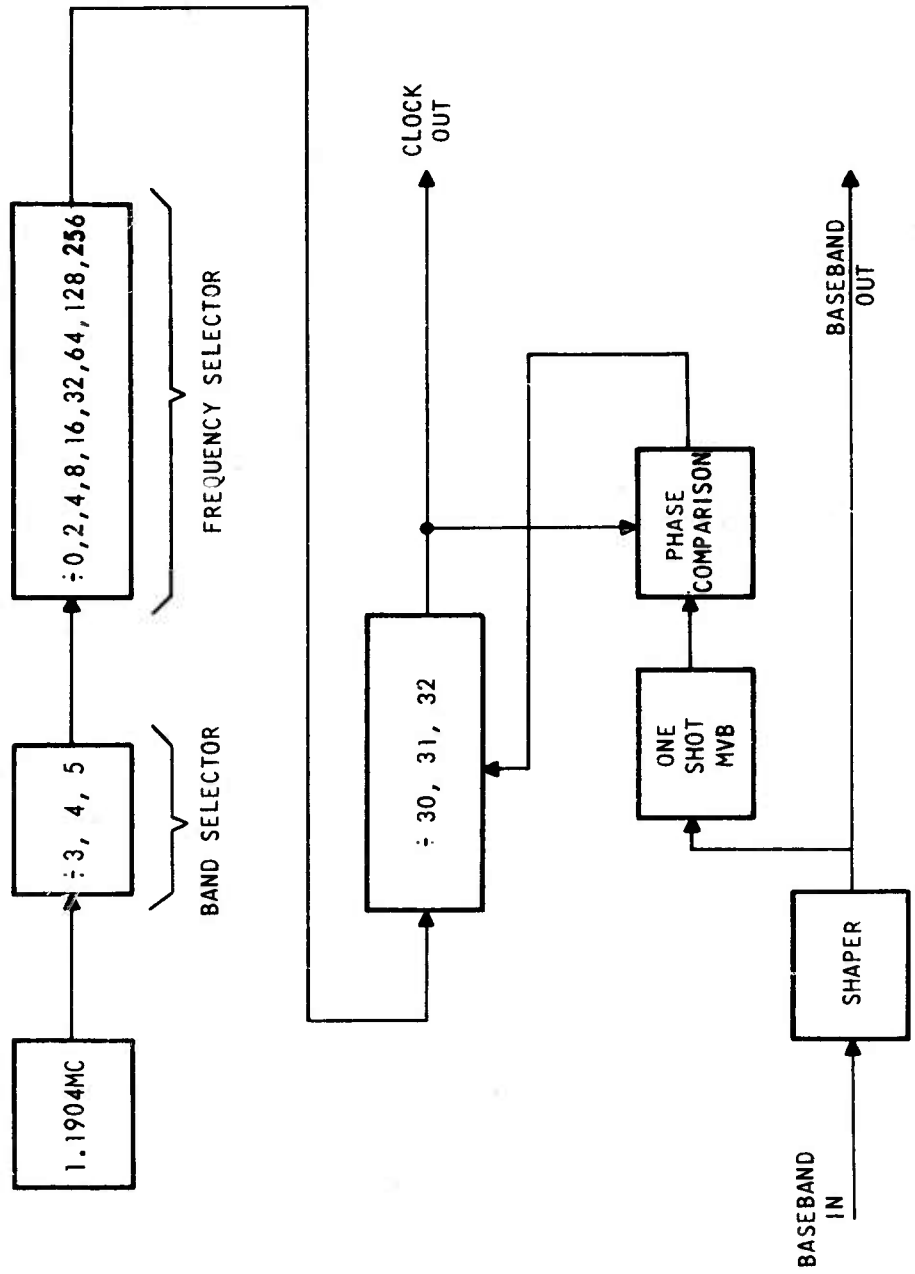 1.1904MC
÷3, 4, 5
÷0,2,4,8,16,32,64,128,256
BAND SELECTOR
FREQUENCY SELECTOR
÷ 30, 31, 32
CLOCK
OUT
ONE
SHOT
MVB
PHASE
COMPARISON
BASEBAND
IN
SHAPER
BASEBAND
OUT